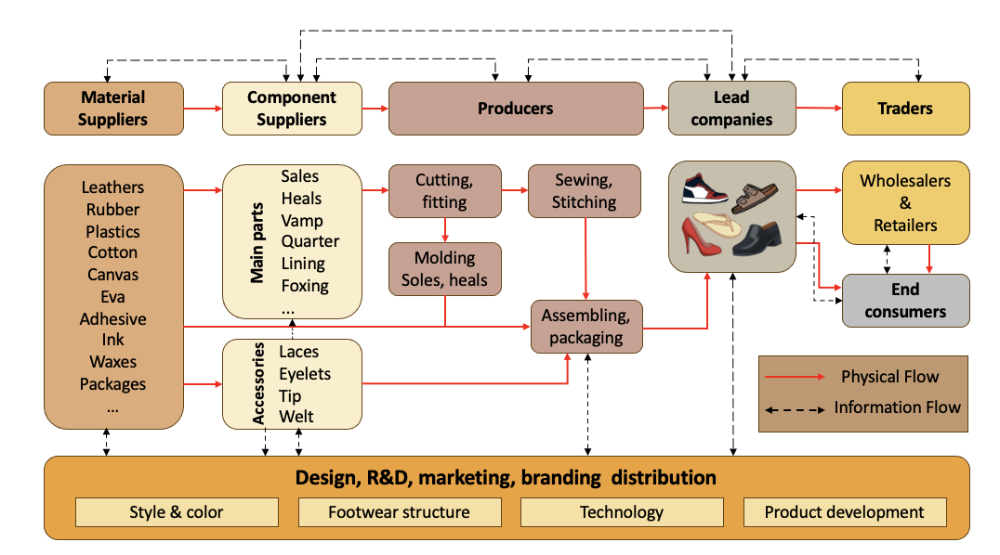 Material
Suppliers
Component
Suppliers
Producers
Lead
companies
Traders
Leathers
Rubber
Plastics
Cotton
Canvas
Eva
Adhesive
Ink
Waxes
Packages
...
Main parts
Sales
Heals
Vamp
Quarter
Lining
Foxing
...
Accessories
Laces
Eyelets
Tip
Welt
Cutting,
fitting
Sewing,
Stitching
Molding
Soles, heals
Assembling,
packaging
Wholesalers
&
Retailers
End
consumers
Physical Flow
Information Flow
Design, R&D, marketing, branding distribution
Style & color
Footwear structure
Technology
Product development